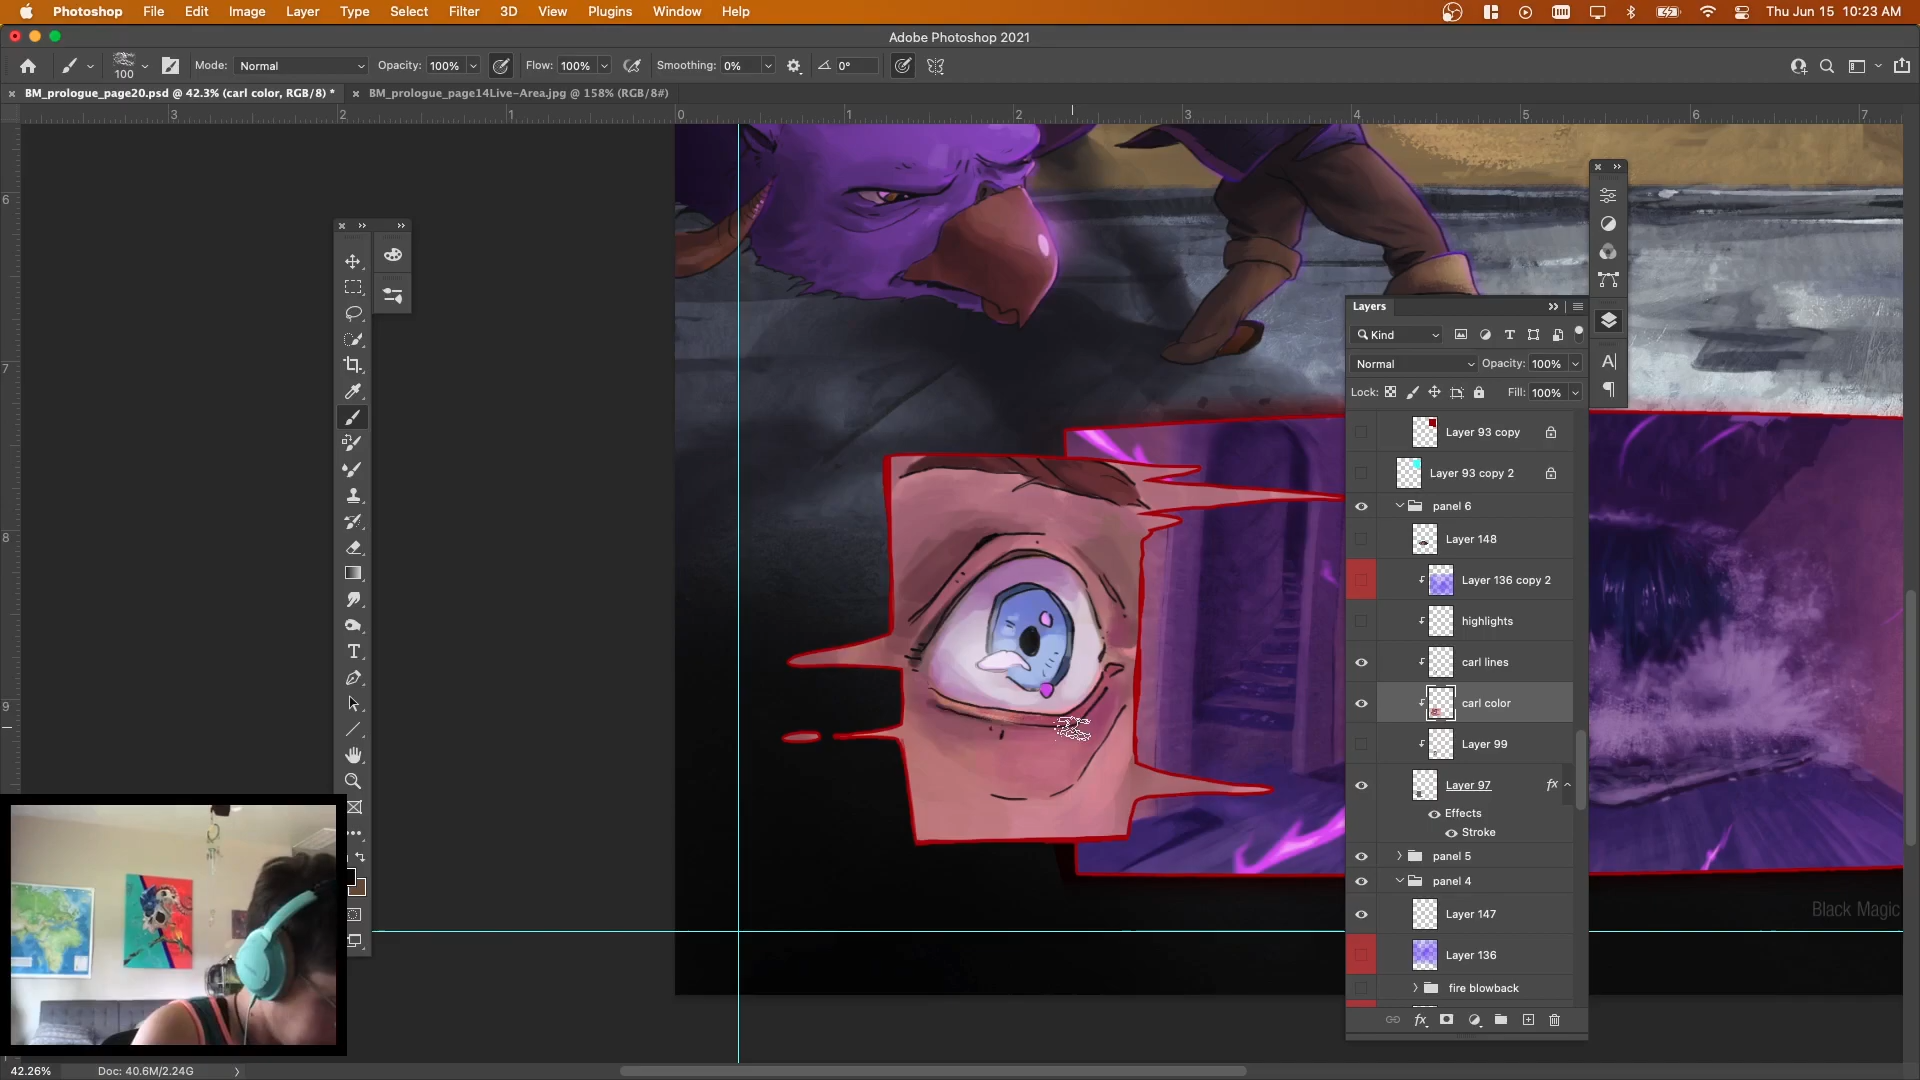 Photoshop File Edit Image Layer Type Select Filter 3D View Plugins Window Help Thu Jun 15 10:23 AM
Adobe Photoshop 2021
100 Mode: Normal Opacity: 100% Flow: 100% Smoothing: 0% 0°
BM_prologue_page20.psd @ 42.3% (carl color, RGB/8) * BM_prologue_page14Live-Area.jpg @ 158% (RGB/8#)
3 2 1 0 1 2 3 4 5 6 7
6
7
8
9
Layers
Kind
Normal Opacity: 100%
Lock: Fill: 100%
Layer 93 copy
Layer 93 copy 2
panel 6
Layer 148
Layer 136 copy 2
highlights
carl lines
carl color
Layer 99
Layer 97 fx
Effects
Stroke
panel 5
panel 4
Layer 147
Layer 136
fire blowback
Black Magic
42.26% Doc: 40.6M/2.24G